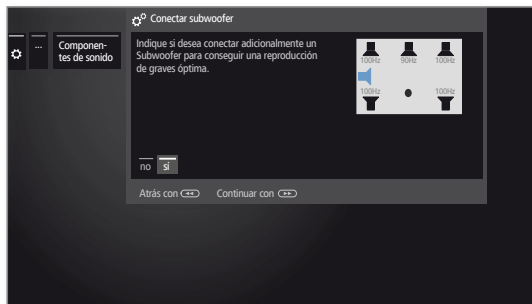 Conectar subwoofer
...
Componen-
tes de sonido
Indique si desea conectar adicionalmente un
Subwoofer para conseguir una reproducción
de graves óptima.
100Hz 90Hz 100Hz
100Hz 100Hz
no sí
Atrás con Continuar con